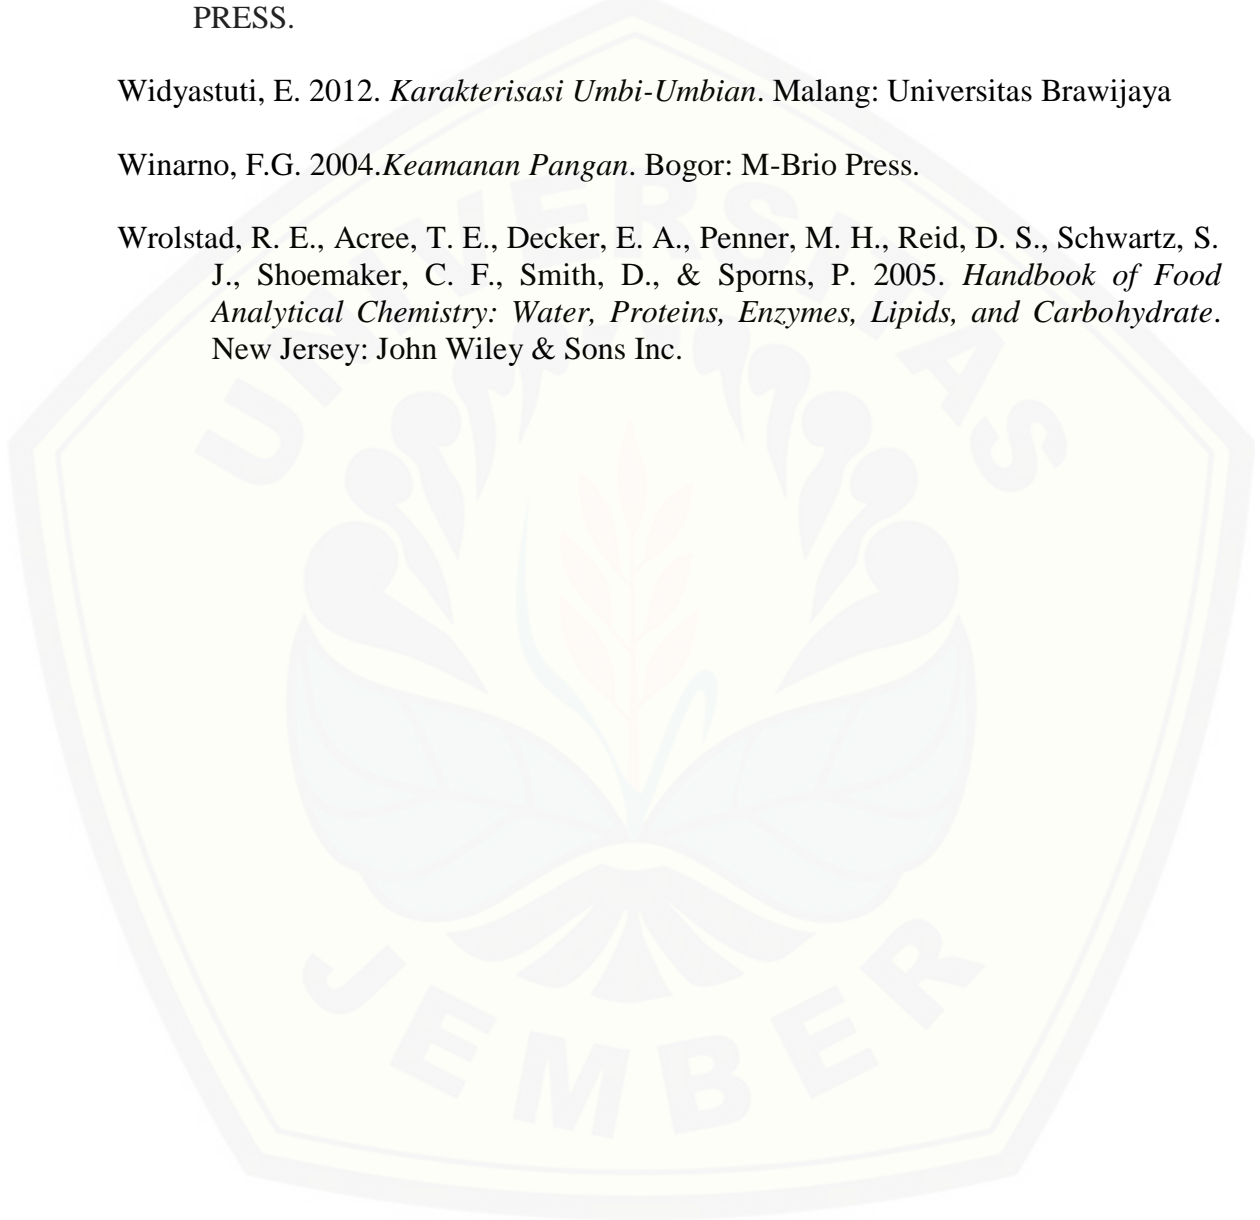 PRESS.
Widyastuti, E. 2012. Karakterisasi Umbi-Umbian. Malang: Universitas Brawijaya
Winarno, F.G. 2004.Keamanan Pangan. Bogor: M-Brio Press.
Wrolstad, R. E., Acree, T. E., Decker, E. A., Penner, M. H., Reid, D. S., Schwartz, S.
J., Shoemaker, C. F., Smith, D., & Sporns, P. 2005. Handbook of Food
Analytical Chemistry: Water, Proteins, Enzymes, Lipids, and Carbohydrate.
New Jersey: John Wiley & Sons Inc.
UNIVERSITAS
JEMBER